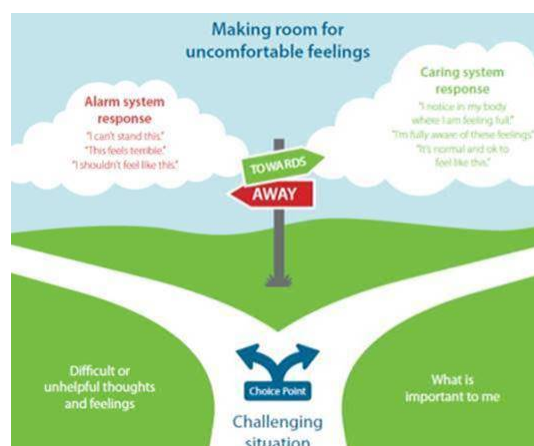 Making room for
uncomfortable feelings
Alarm system
response
"I can't stand this."
"This feels terrible."
"I shouldn't feel like this."
Caring system
response
"I notice in my body
where I am feeling full."
"I'm fully aware of these feelings."
"It's normal and ok to
feel like this."
TOWARDS
AWAY
Difficult or
unhelpful thoughts
and feelings
Choice Point
What is
important to me
Challenging
situation